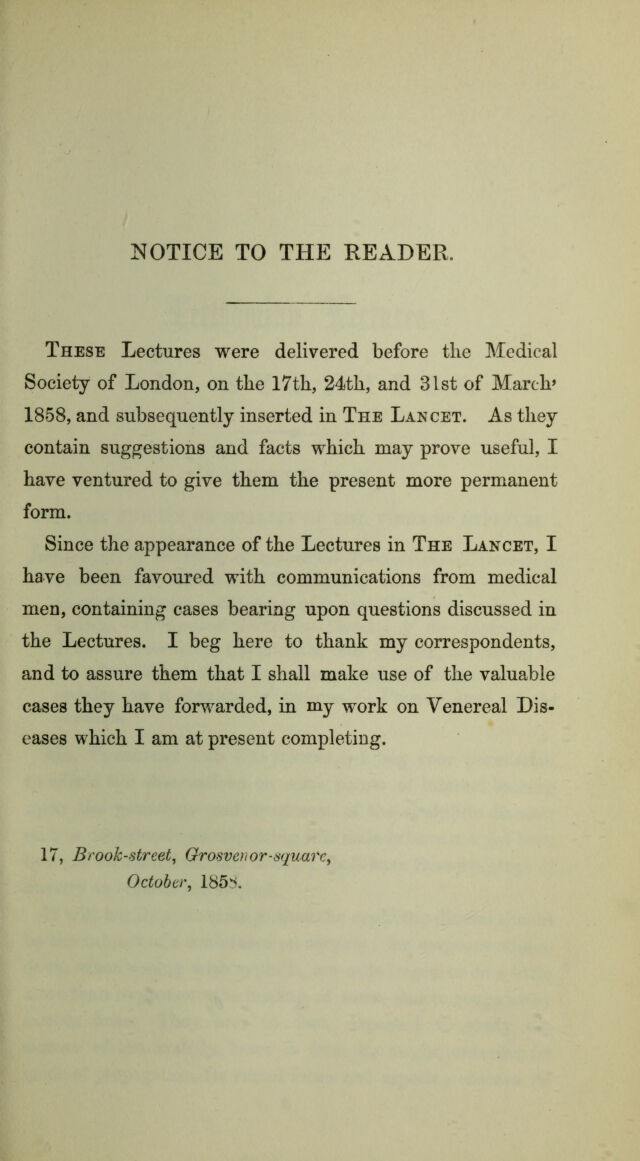 NOTICE TO THE READER.
THESE Lectures were delivered before the Medical
Society of London, on the 17th, 24th, and 31st of March’
1858, and subsequently inserted in THE LANCET. As they
contain suggestions and facts which may prove useful, I
have ventured to give them the present more permanent
form.
Since the appearance of the Lectures in THE LANCET, I
have been favoured with communications from medical
men, containing cases bearing upon questions discussed in
the Lectures. I beg here to thank my correspondents,
and to assure them that I shall make use of the valuable
cases they have forwarded, in my work on Venereal Dis-
eases which I am at present completing.
17, Brook-street, Grosvenor-square,
October, 1858.